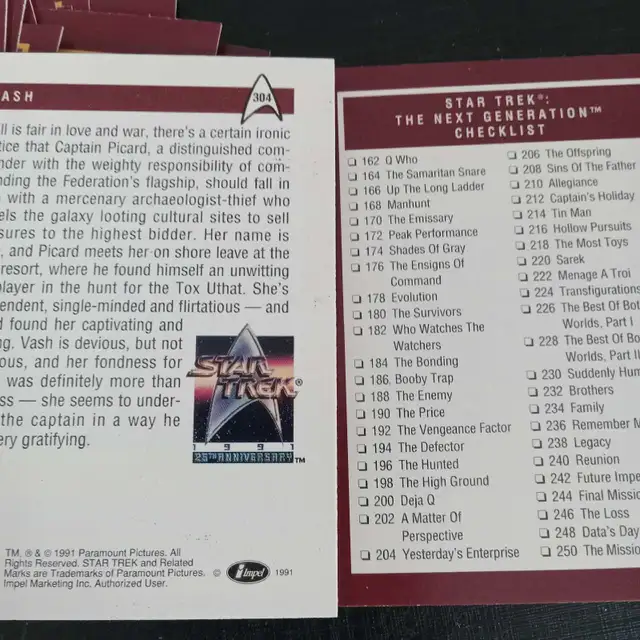 ASH
304
ll is fair in love and war, there's a certain ironic
tice that Captain Picard, a distinguished com-
nder with the weighty responsibility of com-
nding the Federation's flagship, should fall in
with a mercenary archaeologist-thief who
els the galaxy looting cultural sites to sell
sures to the highest bidder. Her name is
, and Picard meets her on shore leave at the
resort, where he found himself an unwitting
layer in the hunt for the Tox Uthat. She's
endent, single-minded and flirtatious — and
d found her captivating and
ng. Vash is devious, but not
ous, and her fondness for
was definitely more than
ss — she seems to under-
the captain in a way he
ery gratifying.
STAR
TREK®
1991
25TH ANNIVERSARY™
TM, ® & © 1991 Paramount Pictures. All
Rights Reserved. STAR TREK and Related
Marks are Trademarks of Paramount Pictures.
Impel Marketing Inc. Authorized User.
© Impel 1991
STAR TREK®:
THE NEXT GENERATION™
CHECKLIST
162 Q Who
164 The Samaritan Snare
166 Up The Long Ladder
168 Manhunt
170 The Emissary
172 Peak Performance
174 Shades Of Gray
176 The Ensigns Of
Command
178 Evolution
180 The Survivors
182 Who Watches The
Watchers
184 The Bonding
186. Booby Trap
188 The Enemy
190 The Price
192 The Vengeance Factor
194 The Defector
196 The Hunted
198 The High Ground
200 Deja Q
202 A Matter Of
Perspective
204 Yesterday's Enterprise
206 The Offspring
208 Sins Of The Father
210 Allegiance
212 Captain's Holiday
214 Tin Man
216 Hollow Pursuits
218 The Most Toys
220 Sarek
222 Menage A Troi
224 Transfigurations
226 The Best Of Bot
Worlds, Part I
228 The Best Of Bo
Worlds, Part II
230 Suddenly Hum
232 Brothers
234 Family
236 Remember M
238 Legacy
240 Reunion
242 Future Impe
244 Final Missio
246 The Loss
248 Data's Day
250 The Missio